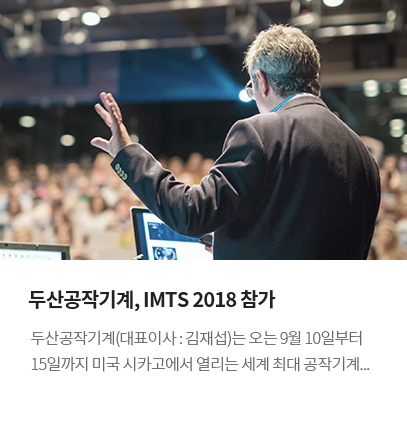 두산공작기계, IMTS 2018 참가
두산공작기계(대표이사 : 김재섭)는 오는 9월 10일부터
15일까지 미국 시카고에서 열리는 세계 최대 공작기계...